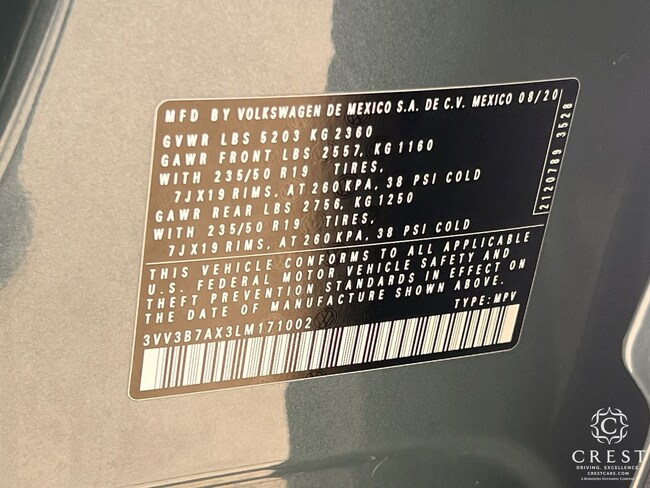 MFD BY VOLKSWAGEN DE MEXICO S.A. DE C.V. MEXICO 08/20
GVWR LBS 5203 KG 2360
GAWR FRONT LBS 2557, KG 1160
WITH 235/50 R19 TIRES,
7JX19 RIMS, AT 260 KPA, 38 PSI COLD
GAWR REAR LBS 2756, KG 1250
WITH 235/50 R19 TIRES,
7JX19 RIMS, AT 260 KPA, 38 PSI COLD
2120789 3528
THIS VEHICLE CONFORMS TO ALL APPLICABLE
U.S. FEDERAL MOTOR VEHICLE SAFETY AND
THEFT PREVENTION STANDARDS IN EFFECT ON
THE DATE OF MANUFACTURE SHOWN ABOVE.
TYPE: MPV
3VV3B7AX3LM171002
C
CREST
DRIVING. EXCELLENCE.
CRESTCARS.COM
A BERKSHIRE HATHAWAY COMPANY